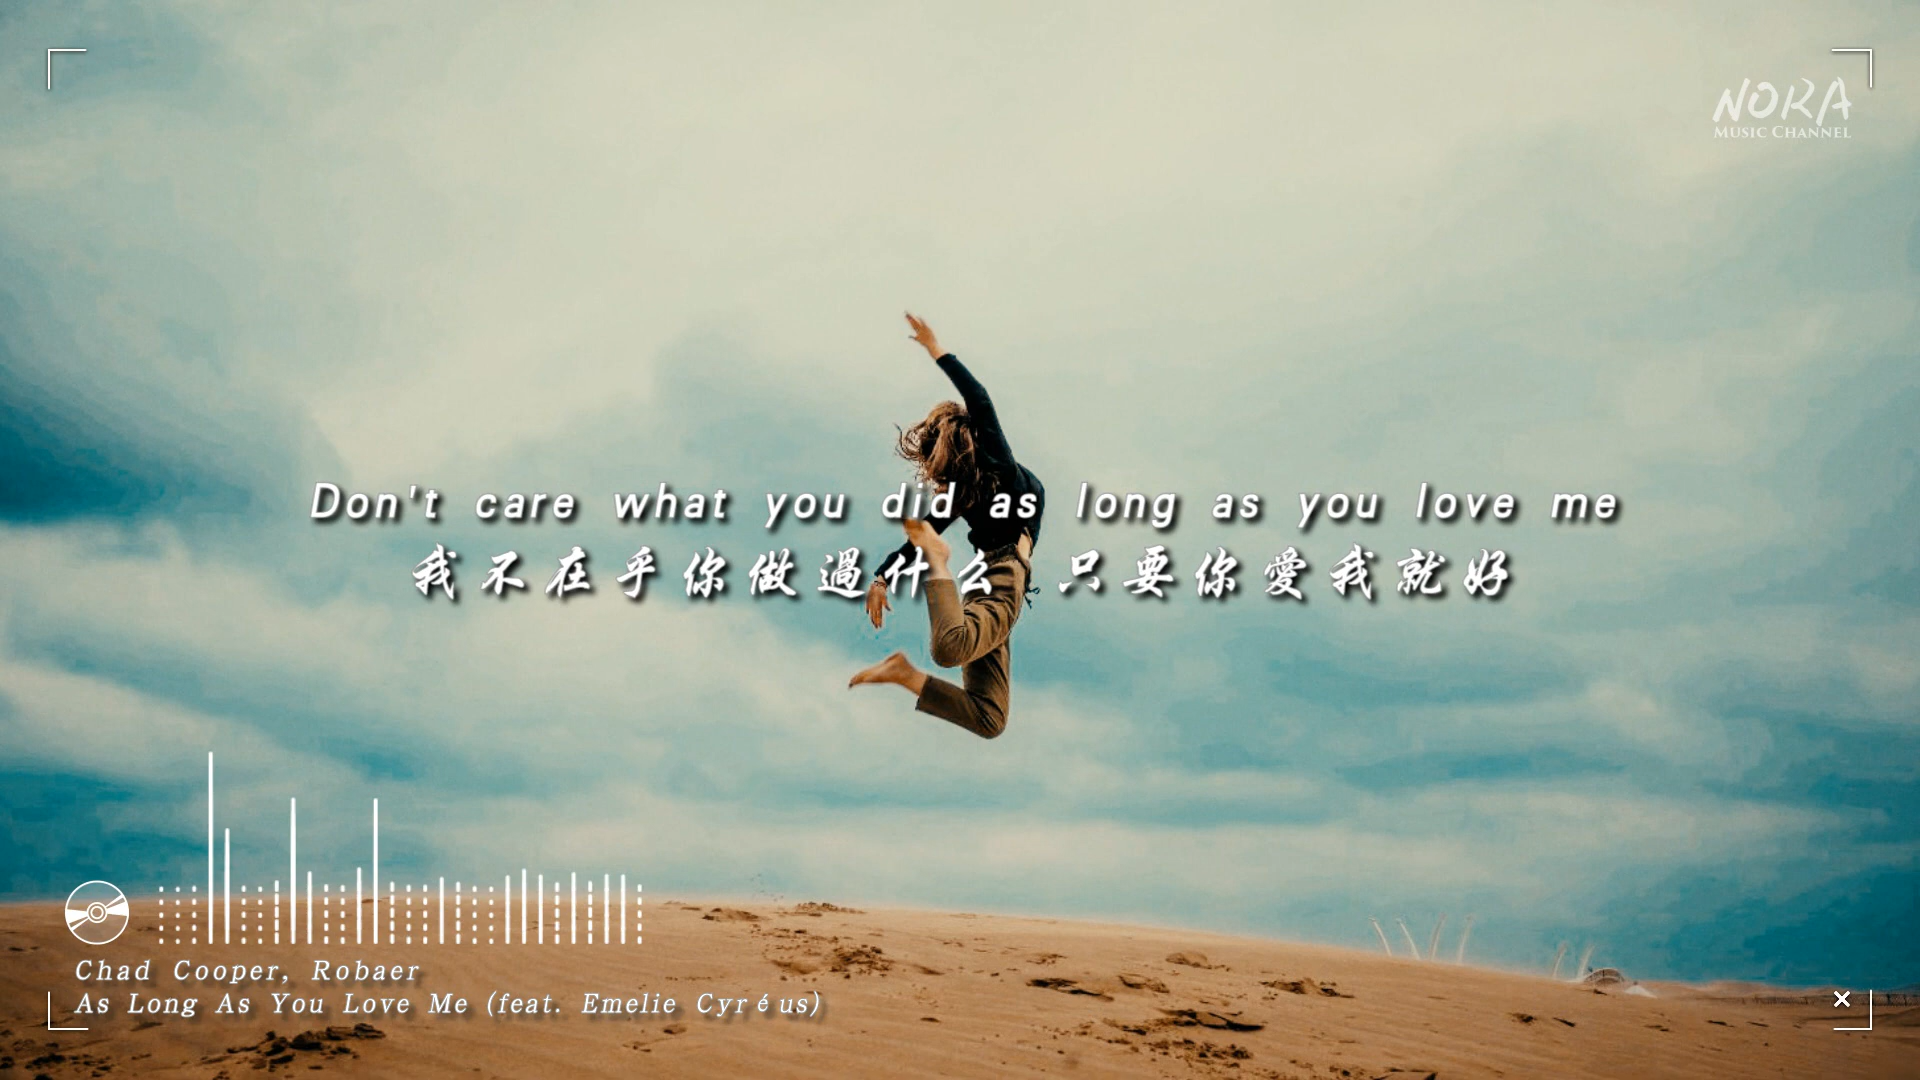 NORA
MUSIC CHANNEL
Don't care what you did as long as you love me
我不在乎你做過什么 只要你愛我就好
Chad Cooper, Robaer
As Long As You Love Me (feat. Emelie Cyréus)